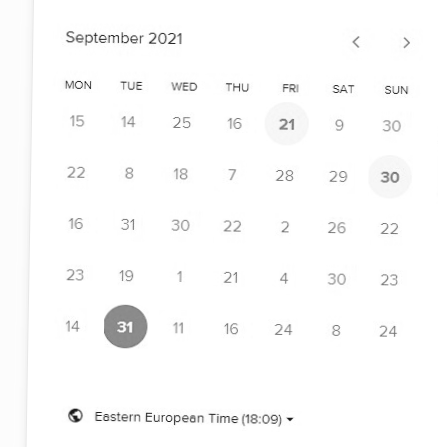 September 2021
MON TUE WED THU FRI SAT SUN
15 14 25 16 21 9 30
22 8 18 7 28 29 30
16 31 30 22 2 26 22
23 19 1 21 4 30 23
14 31 11 16 24 8 24
Eastern European Time (18:09)